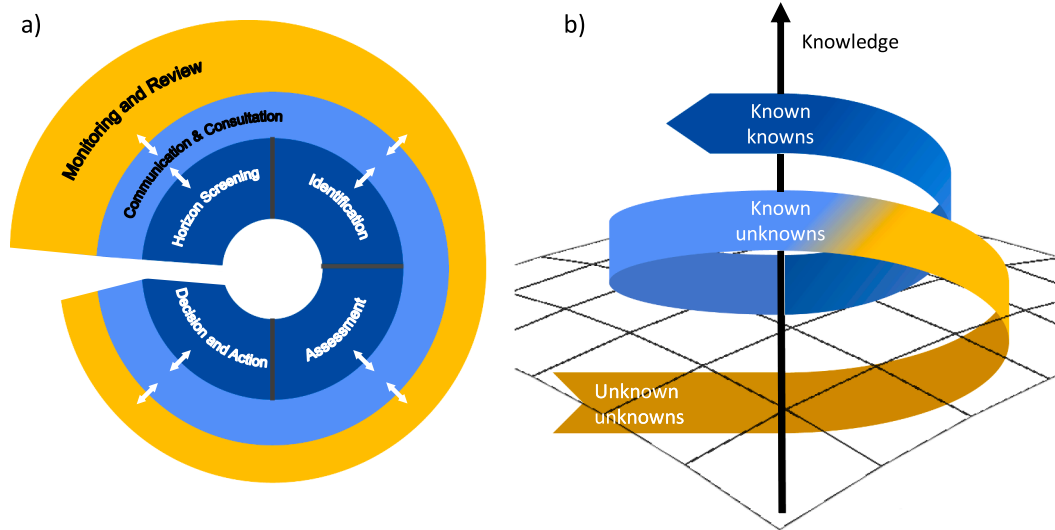 a)
Monitoring and Review
Communication & Consultation
Horizon Screening
Identification
Assessment
Decision and Action
b)
Knowledge
Known
knowns
Known
unknowns
Unknown
unknowns